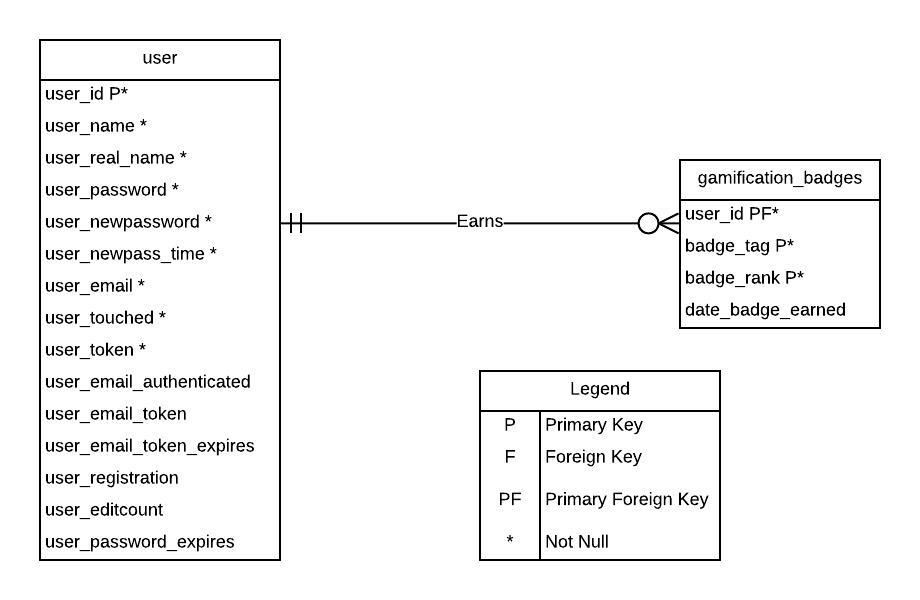 user
user_id P*
user_name *
user_real_name *
user_password *
user_newpassword *
user_newpass_time *
user_email *
user_touched *
user_token *
user_email_authenticated
user_email_token
user_email_token_expires
user_registration
user_editcount
user_password_expires
Earns
gamification_badges
user_id PF*
badge_tag P*
badge_rank P*
date_badge_earned
Legend
P Primary Key
F Foreign Key
PF Primary Foreign Key
* Not Null